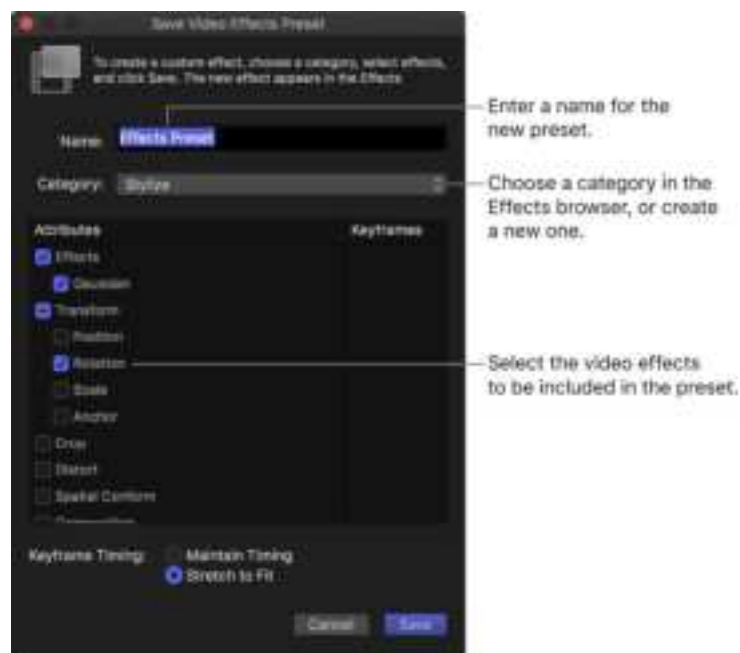 Save Video Effects Preset
To create a custom effect, choose a category, select effects,
and click Save. The new effect appears in the Effects
Name: Effects Preset
Enter a name for the
new preset.
Category: Stylize
Choose a category in the
Effects browser, or create
a new one.
Attributes Keyframes
Effects
Gaussian
Transform
Position
Rotation
Select the video effects
to be included in the preset.
Scale
Anchor
Crop
Distort
Spatial Conform
Keyframe Timing: Maintain Timing
Stretch to Fit
Cancel Save